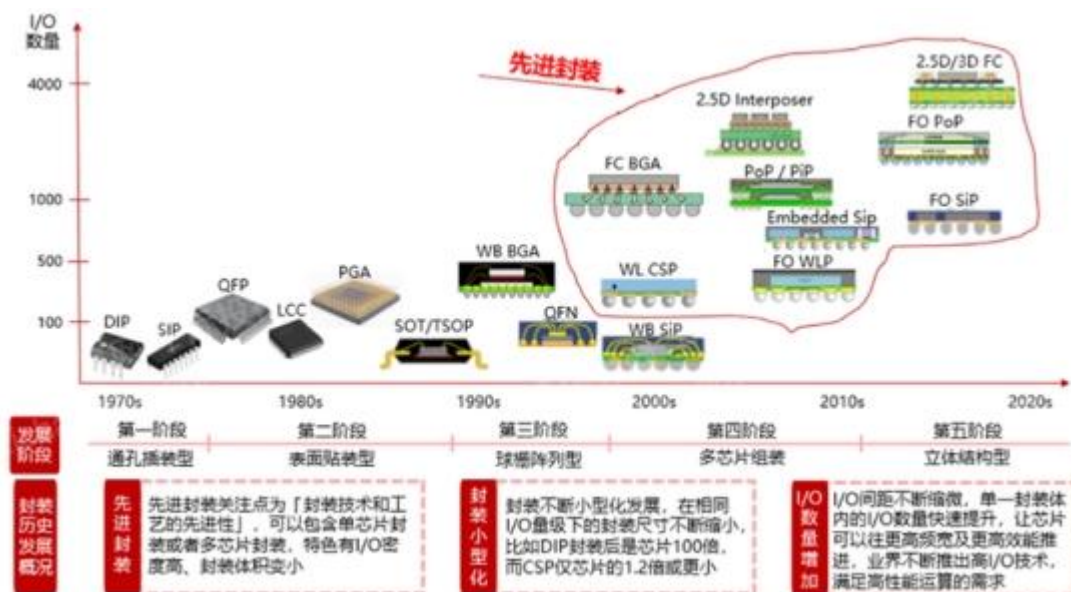 I/O
数量
4000
1000
500
100
先进封装
2.5D/3D FC
2.5D Interposer
FO PoP
FC BGA
PoP / PiP
FO SiP
Embedded Sip
WB BGA
WL CSP
FO WLP
PGA
QFP
LCC
DIP
SIP
SOT/TSOP
QFN
WB SiP
1970s
1980s
1990s
2000s
2010s
2020s
发展
阶段
第一阶段
第二阶段
第三阶段
第四阶段
第五阶段
通孔插装型
表面贴装型
球栅阵列型
多芯片组装
立体结构型
封装
历史
发展
概况
先进封装
先进封装关注点为「封装技术和工
艺的先进性」,可以包含单芯片封
装或者多芯片封装,特色有I/O密
度高、封装体积变小
封装小型化
封装不断小型化发展,在相同
I/O量级下的封装尺寸不断缩小,
比如DIP封装后是芯片100倍,
而CSP仅芯片的1.2倍或更小
I/O数量增加
I/O间距不断缩微,单一封装体
内的I/O数量快速提升,让芯片
可以往更高频宽及更高效能推
进,业界不断推出高I/O技术,
满足高性能运算的需求